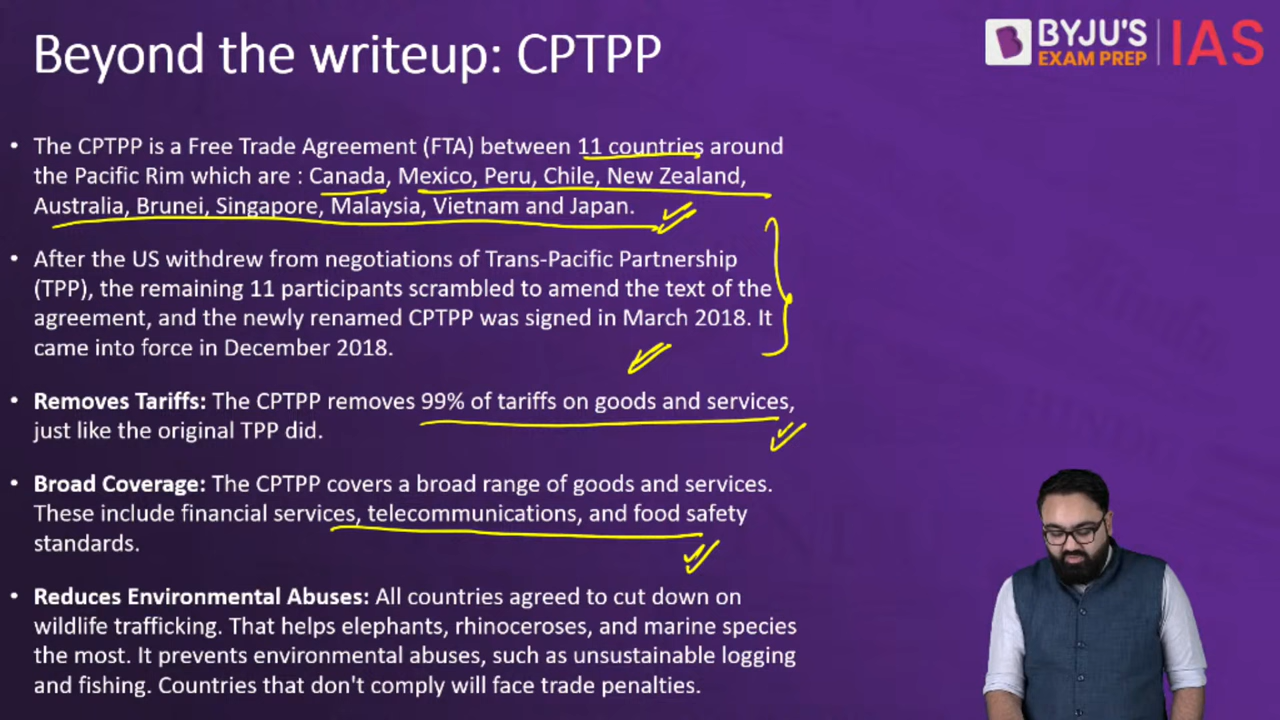 Beyond the writeup: CPTPP
BYJU'S
EXAM PREP
IAS
• The CPTPP is a Free Trade Agreement (FTA) between 11 countries around
the Pacific Rim which are : Canada, Mexico, Peru, Chile, New Zealand,
Australia, Brunei, Singapore, Malaysia, Vietnam and Japan.
• After the US withdrew from negotiations of Trans-Pacific Partnership
(TPP), the remaining 11 participants scrambled to amend the text of the
agreement, and the newly renamed CPTPP was signed in March 2018. It
came into force in December 2018.
• Removes Tariffs: The CPTPP removes 99% of tariffs on goods and services,
just like the original TPP did.
• Broad Coverage: The CPTPP covers a broad range of goods and services.
These include financial services, telecommunications, and food safety
standards.
• Reduces Environmental Abuses: All countries agreed to cut down on
wildlife trafficking. That helps elephants, rhinoceroses, and marine species
the most. It prevents environmental abuses, such as unsustainable logging
and fishing. Countries that don't comply will face trade penalties.